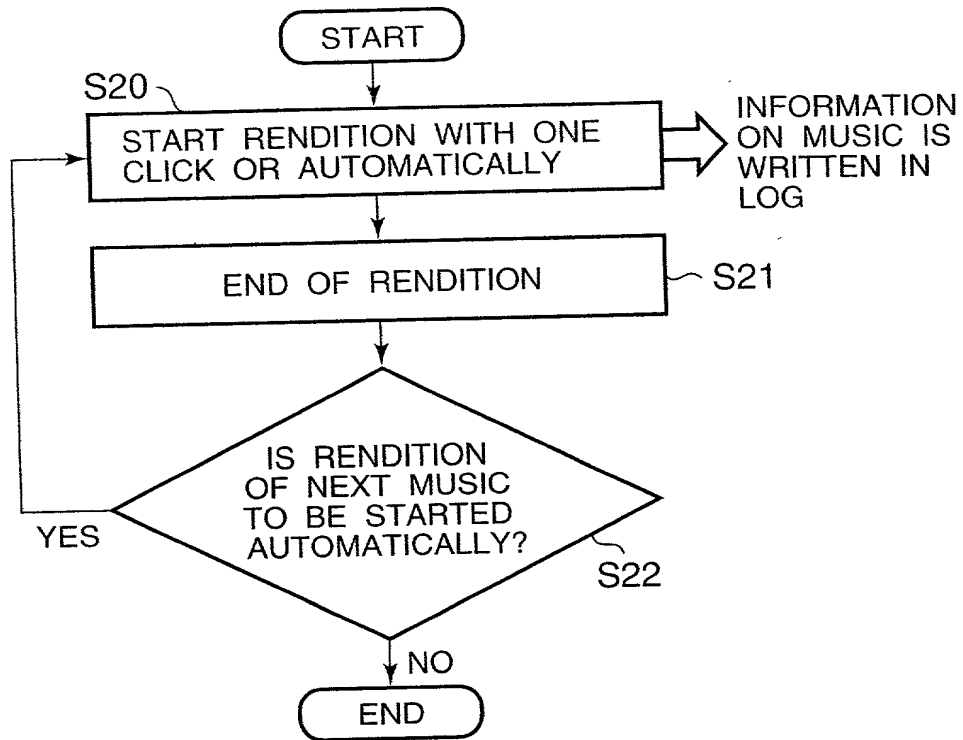 START
S20
START RENDITION WITH ONE
CLICK OR AUTOMATICALLY
INFORMATION
ON MUSIC IS
WRITTEN IN
LOG
END OF RENDITION
S21
IS RENDITION
OF NEXT MUSIC
TO BE STARTED
AUTOMATICALLY?
YES
S22
NO
END